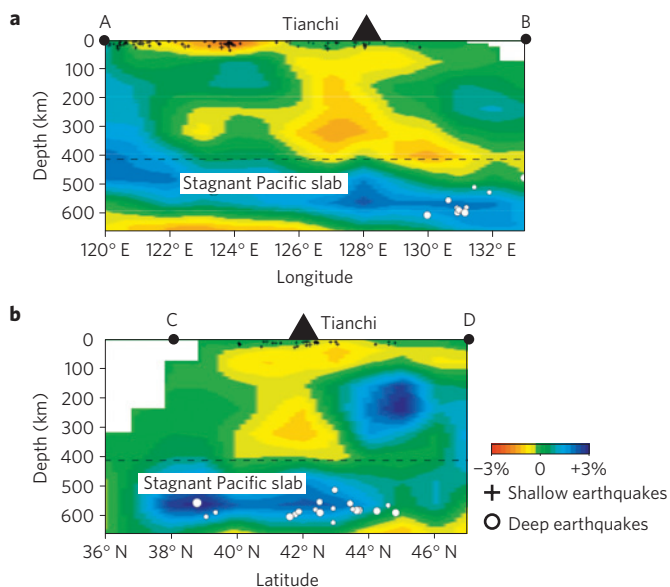 a
A
Tianchi
B
0
100
200
300
400
500
600
Depth (km)
Stagnant Pacific slab
120° E
122° E
124° E
126° E
128° E
130° E
132° E
Longitude
b
C
Tianchi
D
0
100
200
300
400
500
600
Depth (km)
Stagnant Pacific slab
36° N
38° N
40° N
42° N
44° N
46° N
Latitude
−3% 0 +3%
Shallow earthquakes
Deep earthquakes